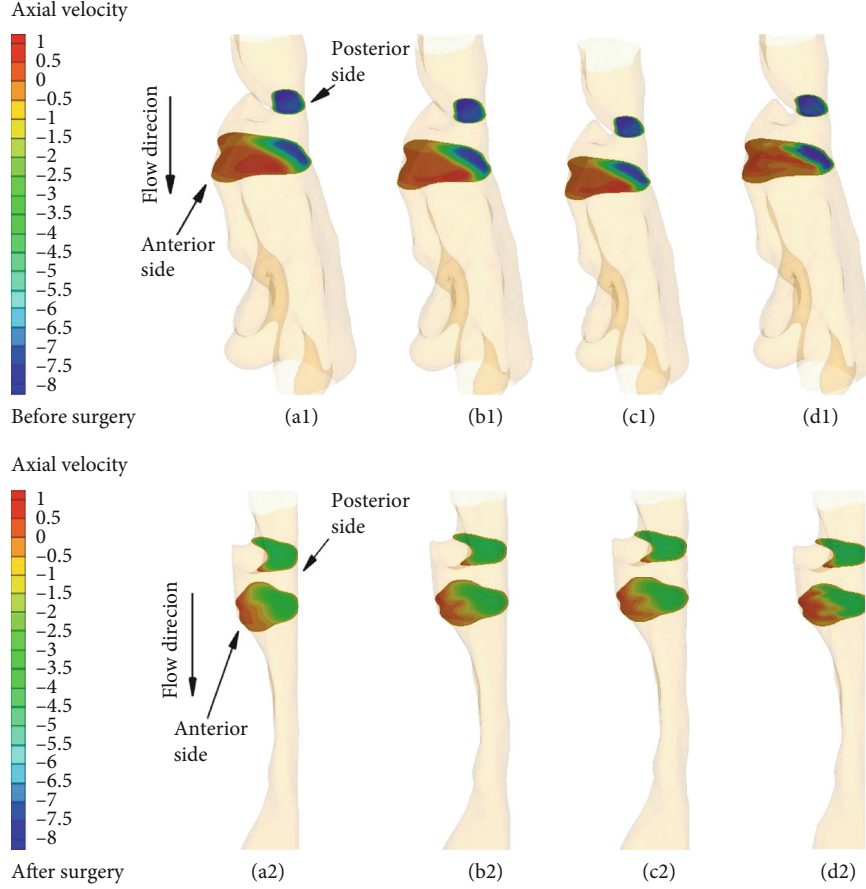 Axial velocity
1
0.5
0
−0.5
−1
−1.5
−2
−2.5
−3
−3.5
−4
−4.5
−5
−5.5
−6
−6.5
−7
−7.5
−8
Posterior
side
Flow direcion
Anterior
side
Before surgery
(a1)
(b1)
(c1)
(d1)
Axial velocity
1
0.5
0
−0.5
−1
−1.5
−2
−2.5
−3
−3.5
−4
−4.5
−5
−5.5
−6
−6.5
−7
−7.5
−8
Posterior
side
Flow direcion
Anterior
side
After surgery
(a2)
(b2)
(c2)
(d2)